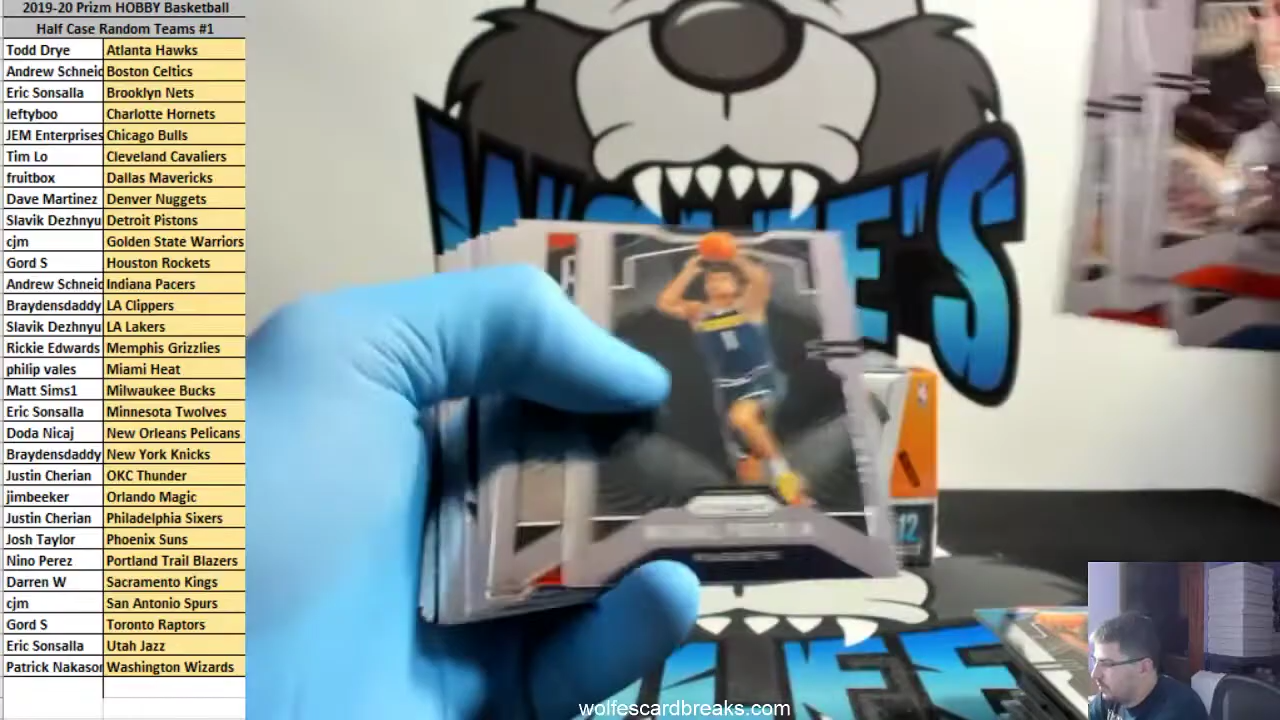 2019-20 Prizm HOBBY Basketball
Half Case Random Teams #1
Todd Drye Atlanta Hawks
Andrew Schneid Boston Celtics
Eric Sonsalla Brooklyn Nets
leftyboo Charlotte Hornets
JEM Enterprises Chicago Bulls
Tim Lo Cleveland Cavaliers
fruitbox Dallas Mavericks
Dave Martinez Denver Nuggets
Slavik Dezhnyu Detroit Pistons
cjm Golden State Warriors
Gord S Houston Rockets
Andrew Schneid Indiana Pacers
Braydensdaddy LA Clippers
Slavik Dezhnyu LA Lakers
Rickie Edwards Memphis Grizzlies
philip vales Miami Heat
Matt Sims1 Milwaukee Bucks
Eric Sonsalla Minnesota Twolves
Doda Nicaj New Orleans Pelicans
Braydensdaddy New York Knicks
Justin Cherian OKC Thunder
jimbeeker Orlando Magic
Justin Cherian Philadelphia Sixers
Josh Taylor Phoenix Suns
Nino Perez Portland Trail Blazers
Darren W Sacramento Kings
cjm San Antonio Spurs
Gord S Toronto Raptors
Eric Sonsalla Utah Jazz
Patrick Nakason Washington Wizards
WOLFE'S
12
wolfescardbreaks.com